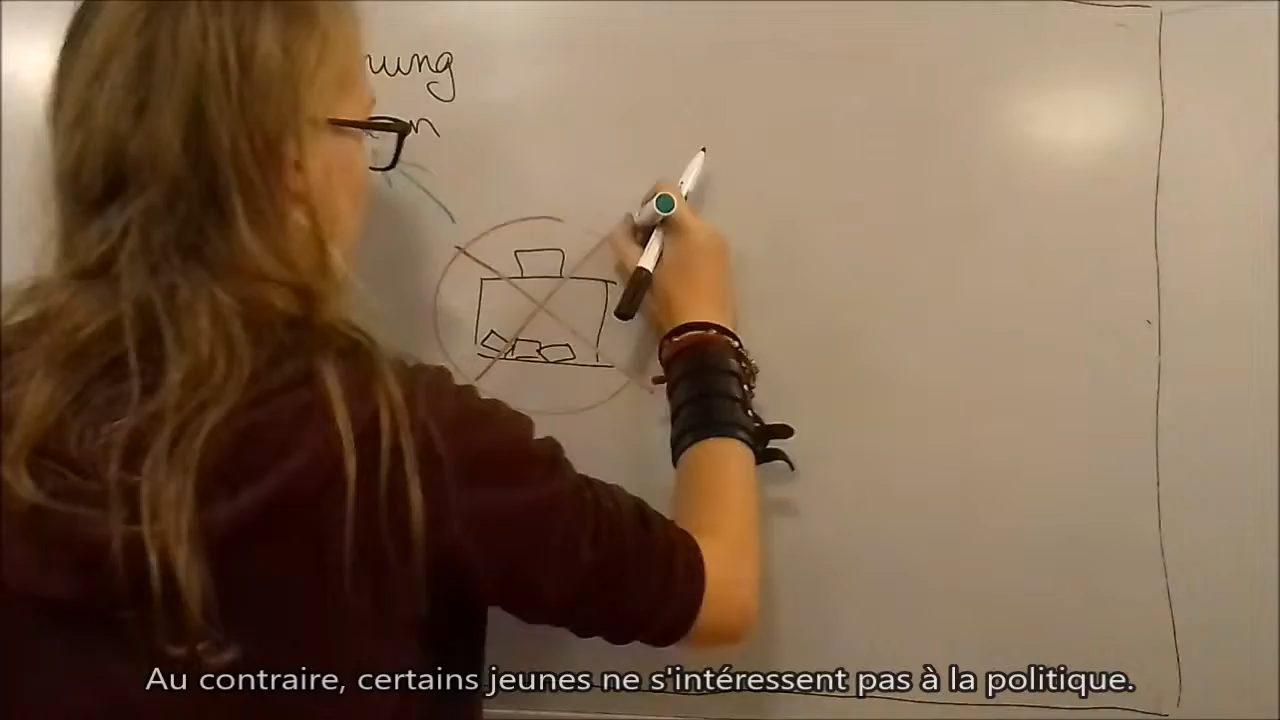 Au contraire, certains jeunes ne s'intéressent pas à la politique.